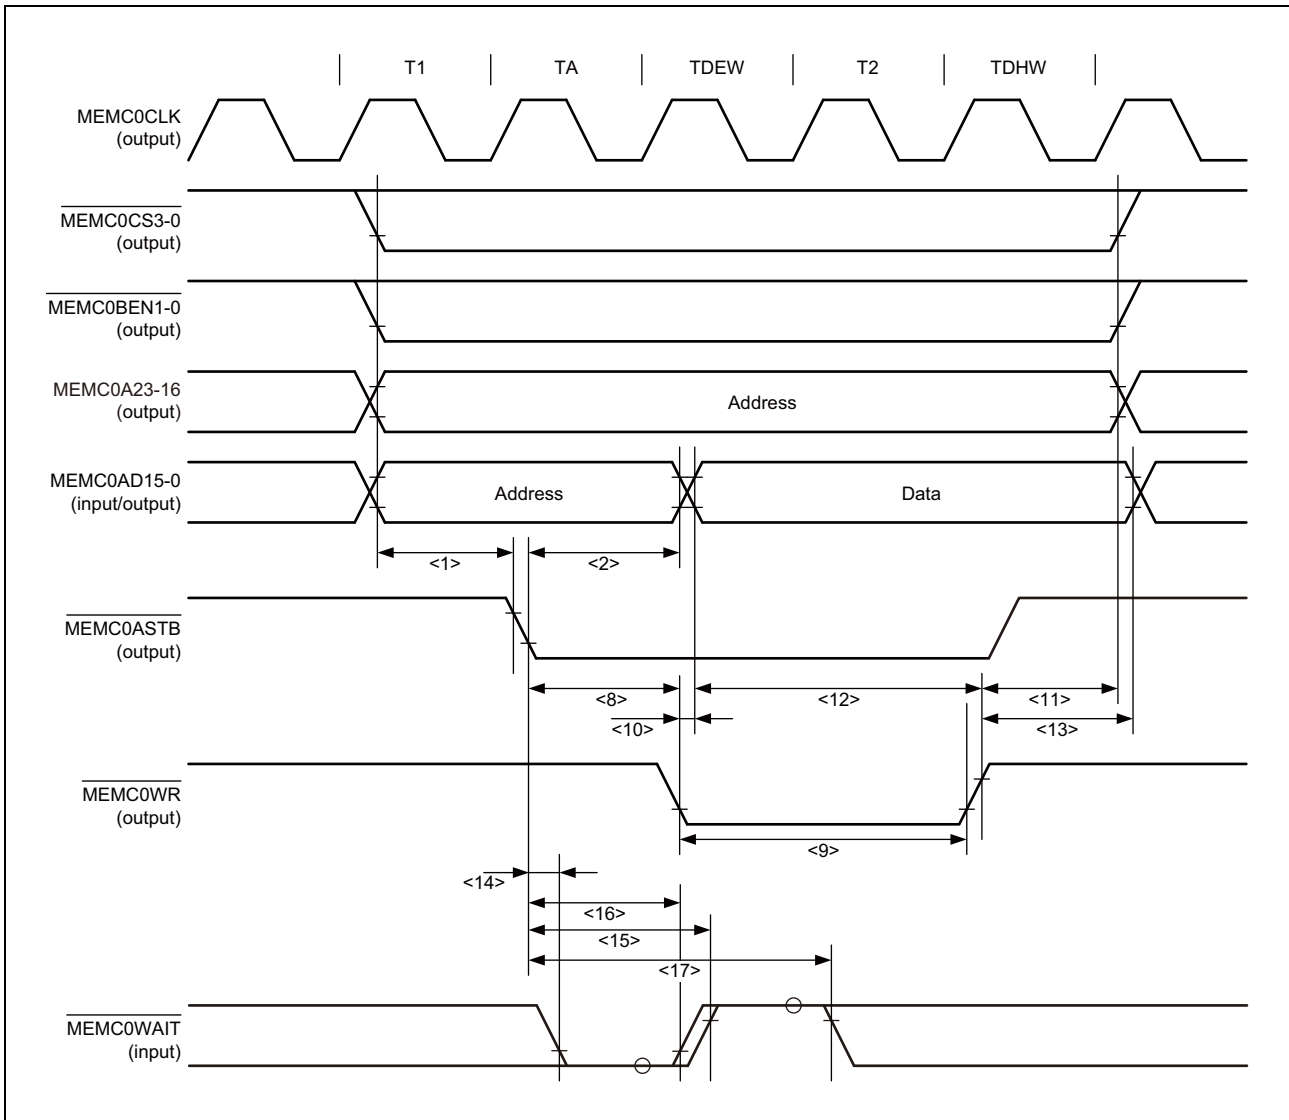 T1 TA TDEW T2 TDHW
MEMC0CLK
(output)
MEMC0CS3-0
(output)
MEMC0BEN1-0
(output)
MEMC0A23-16
(output)
Address
MEMC0AD15-0
(input/output)
Address
Data
<1>
<2>
MEMC0ASTB
(output)
<8>
<12>
<11>
<10>
<13>
MEMC0WR
(output)
<9>
<14>
<16>
<15>
<17>
MEMC0WAIT
(input)